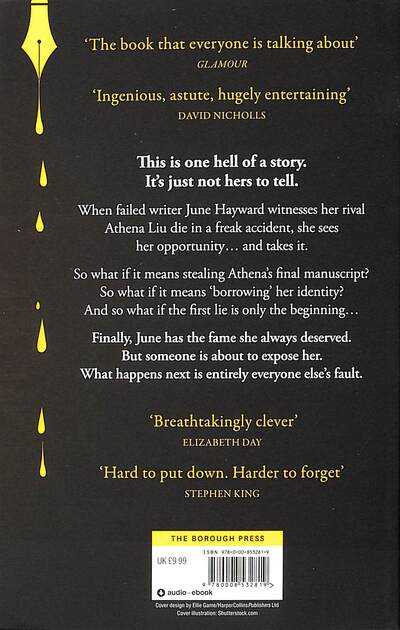 ‘The book that everyone is talking about’
GLAMOUR
‘Ingenious, astute, hugely entertaining’
DAVID NICHOLLS
This is one hell of a story.
It’s just not hers to tell.
When failed writer June Hayward witnesses her rival
Athena Liu die in a freak accident, she sees
her opportunity… and takes it.
So what if it means stealing Athena’s final manuscript?
So what if it means ‘borrowing’ her identity?
And so what if the first lie is only the beginning…
Finally, June has the fame she always deserved.
But someone is about to expose her.
What happens next is entirely everyone else’s fault.
‘Breathtakingly clever’
ELIZABETH DAY
‘Hard to put down. Harder to forget’
STEPHEN KING
THE BOROUGH PRESS
ISBN 978-0-00-853281-9
UK £9.99
9 780008 532819
audio · ebook
Cover design by Ellie Game/HarperCollinsPublishers Ltd
Cover illustration: Shutterstock.com